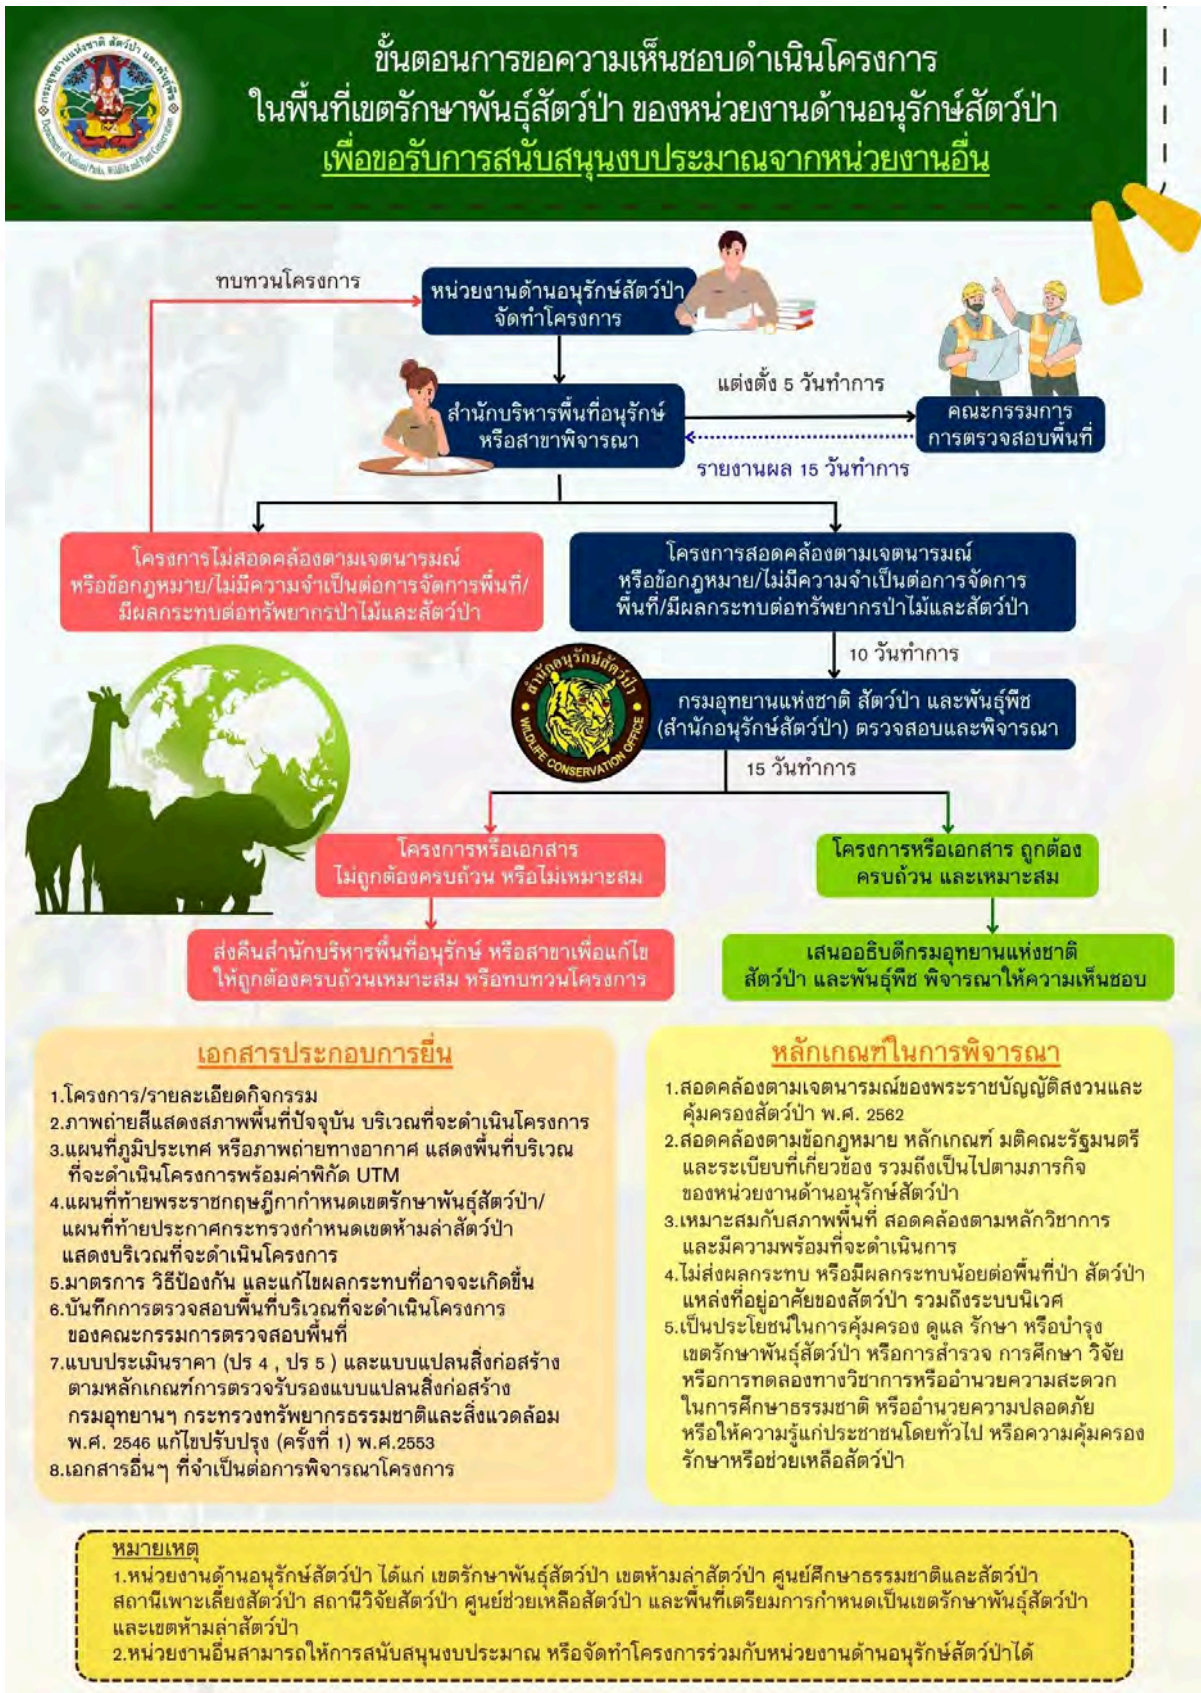 ขั้นตอนการขอความเห็นชอบดำเนินโครงการ
ในพื้นที่เขตรักษาพันธุ์สัตว์ป่า ของหน่วยงานด้านอนุรักษ์สัตว์ป่า
เพื่อขอรับการสนับสนุนงบประมาณจากหน่วยงานอื่น
กรมอุทยานแห่งชาติ สัตว์ป่า และพันธุ์พืช
Department of National Parks, Wildlife and Plant Conservation
ทบทวนโครงการ
หน่วยงานด้านอนุรักษ์สัตว์ป่า
จัดทำโครงการ
แต่งตั้ง 5 วันทำการ
สำนักบริหารพื้นที่อนุรักษ์
หรือสาขาพิจารณา
คณะกรรมการ
การตรวจสอบพื้นที่
รายงานผล 15 วันทำการ
โครงการไม่สอดคล้องตามเจตนารมณ์
หรือข้อกฎหมาย/ไม่มีความจำเป็นต่อการจัดการพื้นที่/
มีผลกระทบต่อทรัพยากรป่าไม้และสัตว์ป่า
โครงการสอดคล้องตามเจตนารมณ์
หรือข้อกฎหมาย/ไม่มีความจำเป็นต่อการจัดการ
พื้นที่/มีผลกระทบต่อทรัพยากรป่าไม้และสัตว์ป่า
10 วันทำการ
สำนักอนุรักษ์สัตว์ป่า
WILDLIFE CONSERVATION OFFICE
กรมอุทยานแห่งชาติ สัตว์ป่า และพันธุ์พืช
(สำนักอนุรักษ์สัตว์ป่า) ตรวจสอบและพิจารณา
15 วันทำการ
โครงการหรือเอกสาร
ไม่ถูกต้องครบถ้วน หรือไม่เหมาะสม
โครงการหรือเอกสาร ถูกต้อง
ครบถ้วน และเหมาะสม
ส่งคืนสำนักบริหารพื้นที่อนุรักษ์ หรือสาขาเพื่อแก้ไข
ให้ถูกต้องครบถ้วนเหมาะสม หรือทบทวนโครงการ
เสนออธิบดีกรมอุทยานแห่งชาติ
สัตว์ป่า และพันธุ์พืช พิจารณาให้ความเห็นชอบ
เอกสารประกอบการยื่น
1.โครงการ/รายละเอียดกิจกรรม
2.ภาพถ่ายสีแสดงสภาพพื้นที่ปัจจุบัน บริเวณที่จะดำเนินโครงการ
3.แผนที่ภูมิประเทศ หรือภาพถ่ายทางอากาศ แสดงพื้นที่บริเวณ
ที่จะดำเนินโครงการพร้อมค่าพิกัด UTM
4.แผนที่ท้ายพระราชกฤษฎีกากำหนดเขตรักษาพันธุ์สัตว์ป่า/
แผนที่ท้ายประกาศกระทรวงกำหนดเขตห้ามล่าสัตว์ป่า
แสดงบริเวณที่จะดำเนินโครงการ
5.มาตรการ วิธีป้องกัน และแก้ไขผลกระทบที่อาจจะเกิดขึ้น
6.บันทึกการตรวจสอบพื้นที่บริเวณที่จะดำเนินโครงการ
ของคณะกรรมการตรวจสอบพื้นที่
7.แบบประเมินราคา (ปร 4 , ปร 5 ) และแบบแปลนสิ่งก่อสร้าง
ตามหลักเกณฑ์การตรวจรับรองแบบแปลนสิ่งก่อสร้าง
กรมอุทยานฯ กระทรวงทรัพยากรธรรมชาติและสิ่งแวดล้อม
พ.ศ. 2546 แก้ไขปรับปรุง (ครั้งที่ 1) พ.ศ.2553
8.เอกสารอื่นๆ ที่จำเป็นต่อการพิจารณาโครงการ
หลักเกณฑ์ในการพิจารณา
1.สอดคล้องตามเจตนารมณ์ของพระราชบัญญัติสงวนและ
คุ้มครองสัตว์ป่า พ.ศ. 2562
2.สอดคล้องตามข้อกฎหมาย หลักเกณฑ์ มติคณะรัฐมนตรี
และระเบียบที่เกี่ยวข้อง รวมถึงเป็นไปตามภารกิจ
ของหน่วยงานด้านอนุรักษ์สัตว์ป่า
3.เหมาะสมกับสภาพพื้นที่ สอดคล้องตามหลักวิชาการ
และมีความพร้อมที่จะดำเนินการ
4.ไม่ส่งผลกระทบ หรือมีผลกระทบน้อยต่อพื้นที่ป่า สัตว์ป่า
แหล่งที่อยู่อาศัยของสัตว์ป่า รวมถึงระบบนิเวศ
5.เป็นประโยชน์ในการคุ้มครอง ดูแล รักษา หรือบำรุง
เขตรักษาพันธุ์สัตว์ป่า หรือการสำรวจ การศึกษา วิจัย
หรือการทดลองทางวิชาการหรืออำนวยความสะดวก
ในการศึกษาธรรมชาติ หรืออำนวยความปลอดภัย
หรือให้ความรู้แก่ประชาชนโดยทั่วไป หรือความคุ้มครอง
รักษาหรือช่วยเหลือสัตว์ป่า
หมายเหตุ
1.หน่วยงานด้านอนุรักษ์สัตว์ป่า ได้แก่ เขตรักษาพันธุ์สัตว์ป่า เขตห้ามล่าสัตว์ป่า ศูนย์ศึกษาธรรมชาติและสัตว์ป่า
สถานีเพาะเลี้ยงสัตว์ป่า สถานีวิจัยสัตว์ป่า ศูนย์ช่วยเหลือสัตว์ป่า และพื้นที่เตรียมการกำหนดเป็นเขตรักษาพันธุ์สัตว์ป่า
และเขตห้ามล่าสัตว์ป่า
2.หน่วยงานอื่นสามารถให้การสนับสนุนงบประมาณ หรือจัดทำโครงการร่วมกับหน่วยงานด้านอนุรักษ์สัตว์ป่าได้